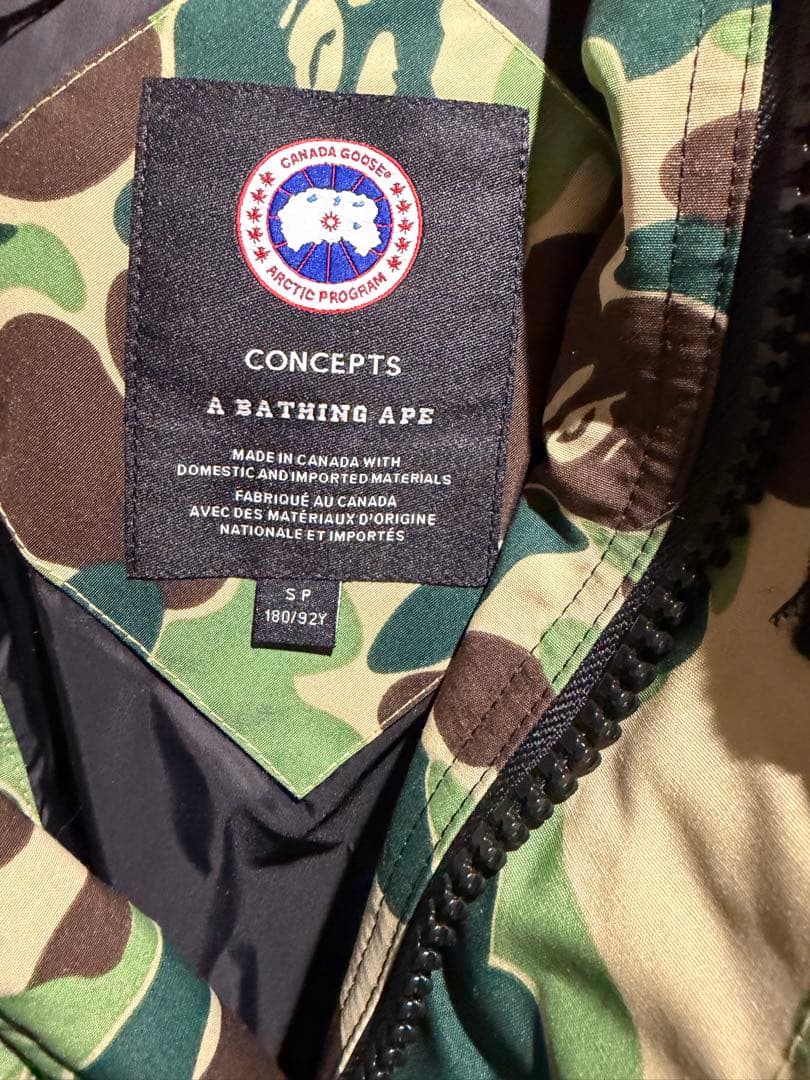 CANADA GOOSE®
ARCTIC PROGRAM
CONCEPTS
A BATHING APE
MADE IN CANADA WITH
DOMESTIC AND IMPORTED MATERIALS
FABRIQUÉ AU CANADA
AVEC DES MATÉRIAUX D'ORIGINE
NATIONALE ET IMPORTÉS
S P
180/92Y